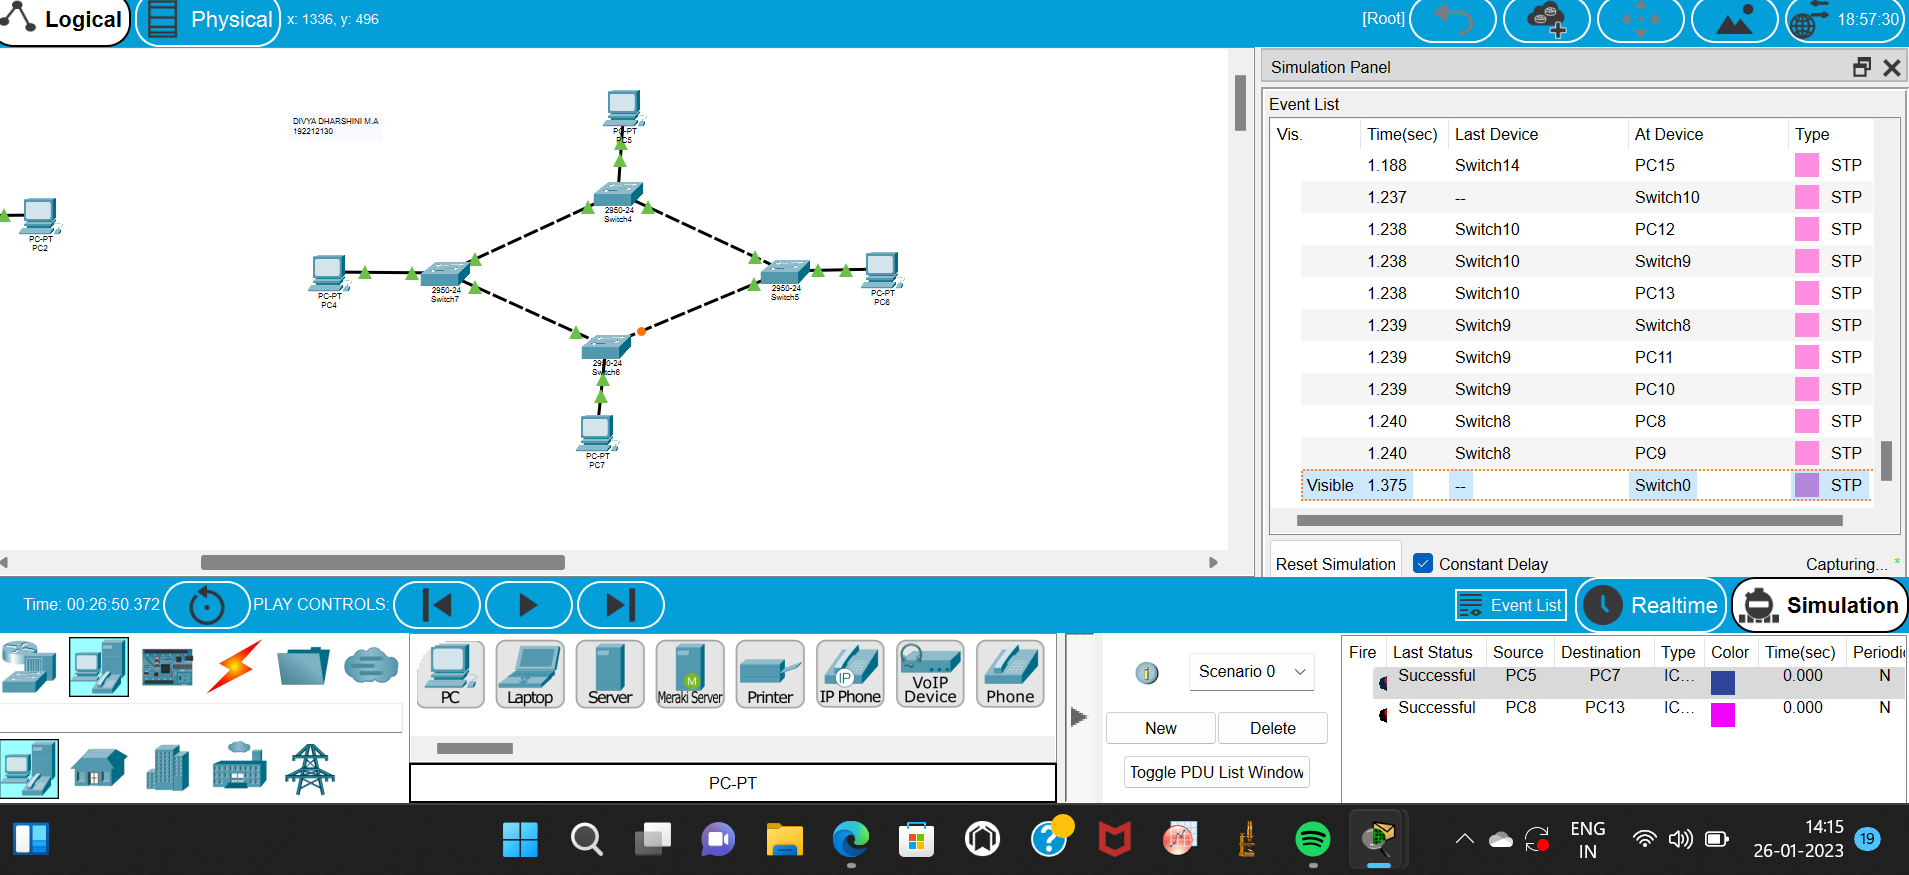 Logical
Physical
x: 1336, y: 496
[Root]
18:57:30
DIVYA DHARSHINI M.A
192212130
PC-PT
PC5
2950-24
Switch4
PC-PT
PC2
PC-PT
PC4
2950-24
Switch7
2950-24
Switch5
PC-PT
PC6
2950-24
Switch6
PC-PT
PC7
Simulation Panel
Event List
Vis. Time(sec) Last Device At Device Type
1.188 Switch14 PC15 STP
1.237 -- Switch10 STP
1.238 Switch10 PC12 STP
1.238 Switch10 Switch9 STP
1.238 Switch10 PC13 STP
1.239 Switch9 Switch8 STP
1.239 Switch9 PC11 STP
1.239 Switch9 PC10 STP
1.240 Switch8 PC8 STP
1.240 Switch8 PC9 STP
Visible 1.375 -- Switch0 STP
Reset Simulation Constant Delay Capturing... *
Time: 00:26:50.372 PLAY CONTROLS:
Event List Realtime Simulation
PC
Laptop
Server
M
Meraki Server
Printer
IP
IP Phone
VoIP
Device
Phone
PC-PT
Scenario 0
New Delete
Toggle PDU List Window
Fire Last Status Source Destination Type Color Time(sec) Periodic
Successful PC5 PC7 IC... 0.000 N
Successful PC8 PC13 IC... 0.000 N
ENG
IN
14:15
26-01-2023
19